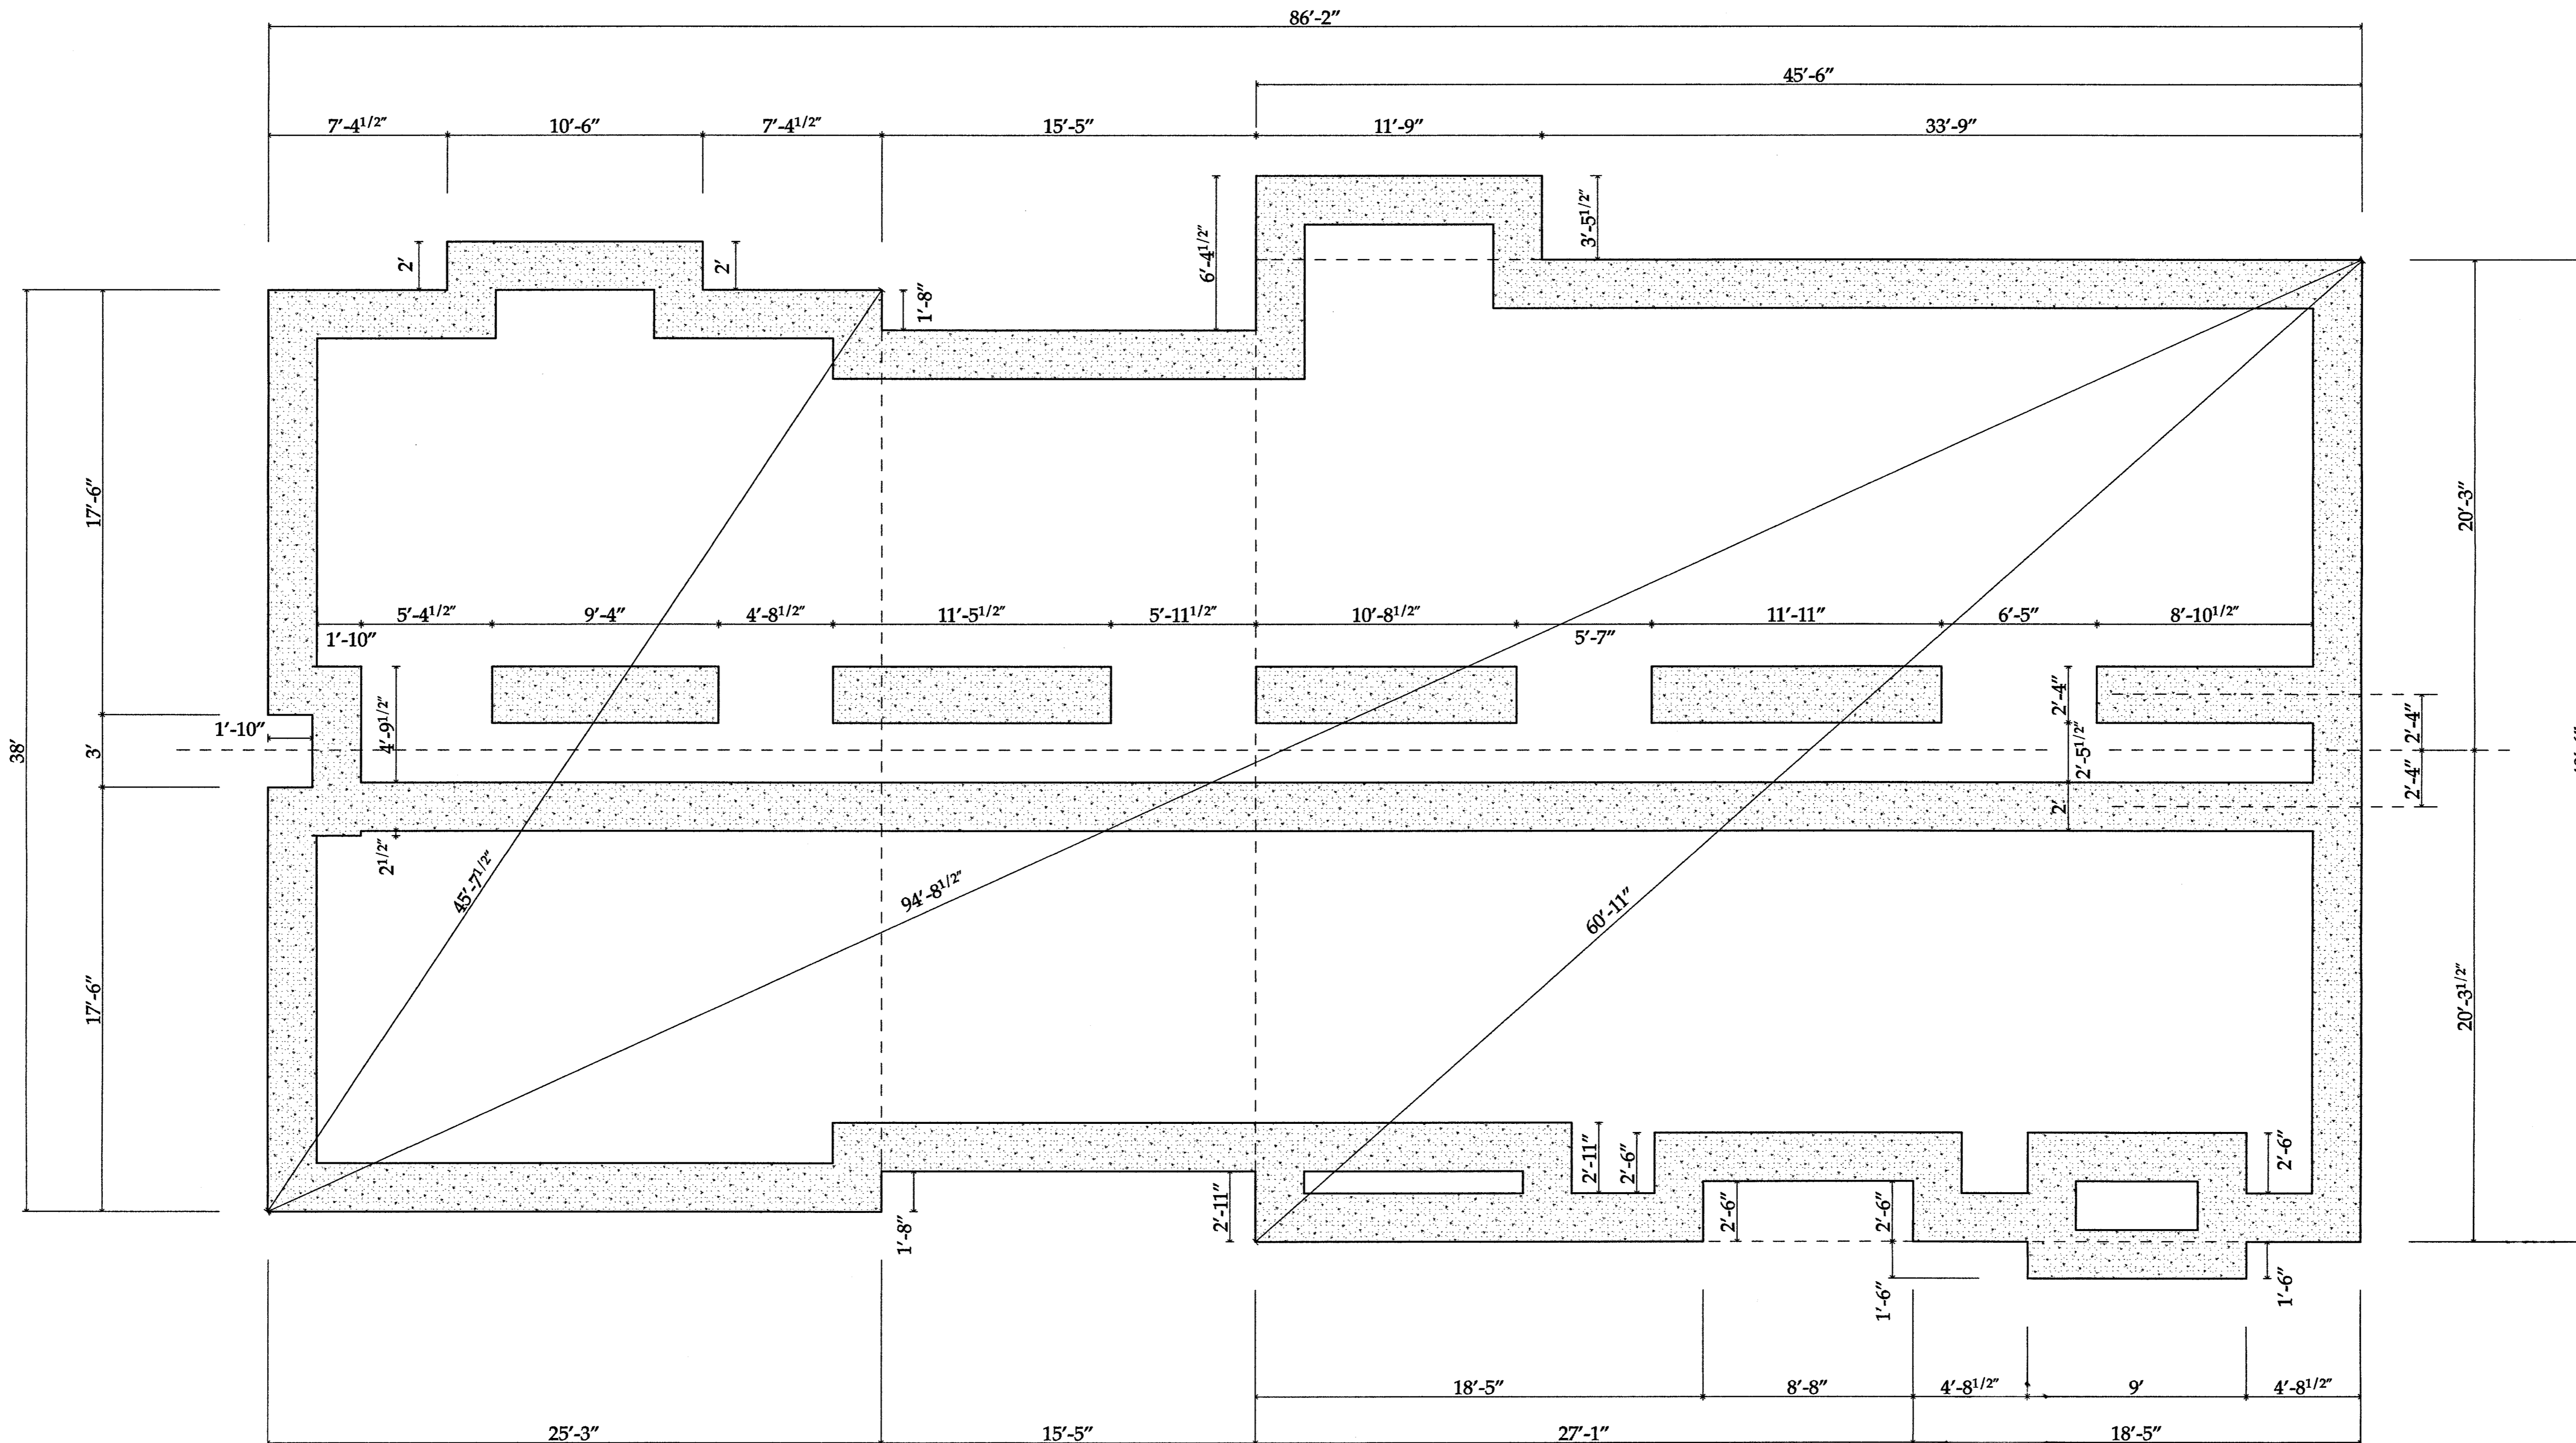 86′-2″
45′-6″
7′-4 1/2″ 10′-6″ 7′-4 1/2″ 15′-5″ 11′-9″ 33′-9″
2′ 2′ 1′-8″ 6′-4 1/2″ 3′-5 1/2″
38′ 17′-6″ 3′ 17′-6″
20′-3″ 20′-3 1/2″
5′-4 1/2″ 9′-4″ 4′-8 1/2″ 11′-5 1/2″ 5′-11 1/2″ 10′-8 1/2″ 11′-11″ 6′-5″ 8′-10 1/2″
1′-10″ 5′-7″
1′-10″ 4′-9 1/2″ 2′-4″ 2′-5 1/2″ 2′ 2′-4″ 2′-4″
2 1/2″
45′-7 1/2″ 94′-8 1/2″ 60′-11″
2′-11″ 2′-6″ 2′-6″
1′-8″ 2′-11″ 2′-6″ 2′-6″
1′-6″ 1′-6″
18′-5″ 8′-8″ 4′-8 1/2″ 9′ 4′-8 1/2″
25′-3″ 15′-5″ 27′-1″ 18′-5″